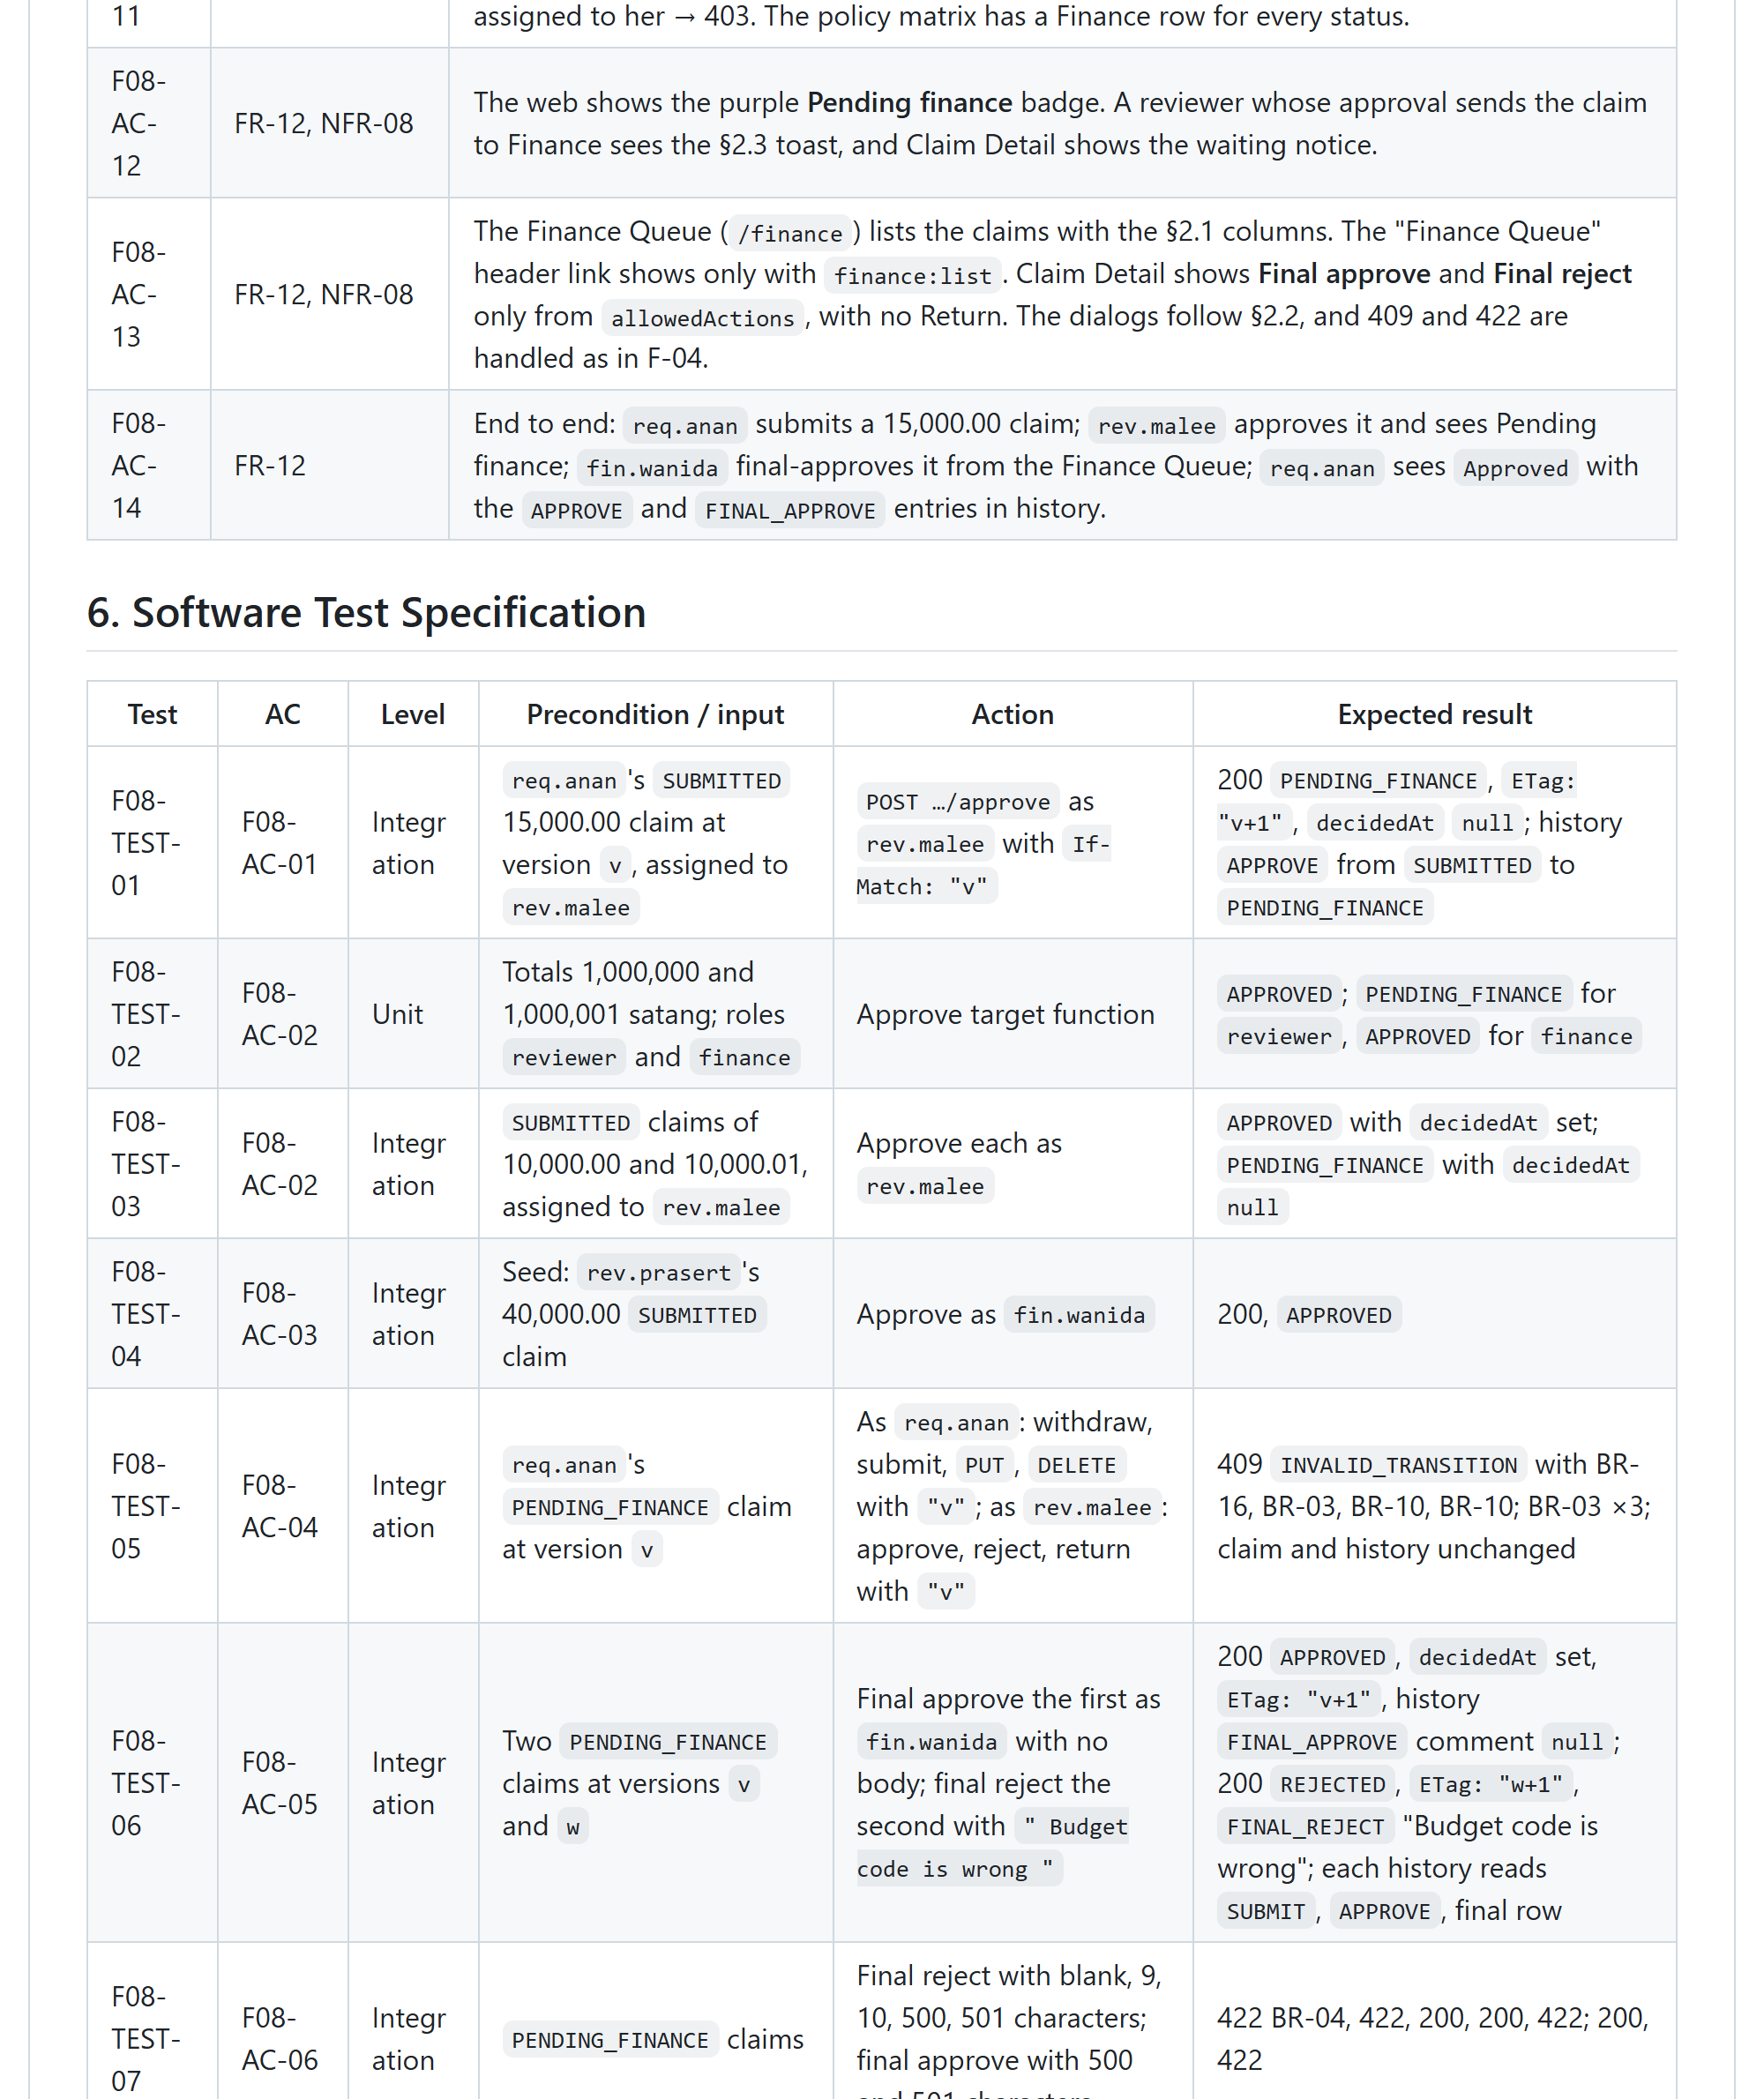 11
assigned to her → 403. The policy matrix has a Finance row for every status.
F08-
AC-
12
FR-12, NFR-08
The web shows the purple Pending finance badge. A reviewer whose approval sends the claim
to Finance sees the §2.3 toast, and Claim Detail shows the waiting notice.
F08-
AC-
13
FR-12, NFR-08
The Finance Queue ( /finance ) lists the claims with the §2.1 columns. The "Finance Queue"
header link shows only with finance:list . Claim Detail shows Final approve and Final reject
only from allowedActions , with no Return. The dialogs follow §2.2, and 409 and 422 are
handled as in F-04.
F08-
AC-
14
FR-12
End to end: req.anan submits a 15,000.00 claim; rev.malee approves it and sees Pending
finance; fin.wanida final-approves it from the Finance Queue; req.anan sees Approved with
the APPROVE and FINAL_APPROVE entries in history.
6. Software Test Specification
Test
AC
Level
Precondition / input
Action
Expected result
F08-
TEST-
01
F08-
AC-01
Integr
ation
req.anan 's SUBMITTED
15,000.00 claim at
version v , assigned to
rev.malee
POST …/approve as
rev.malee with If-
Match: "v"
200 PENDING_FINANCE , ETag:
"v+1" , decidedAt null ; history
APPROVE from SUBMITTED to
PENDING_FINANCE
F08-
TEST-
02
F08-
AC-02
Unit
Totals 1,000,000 and
1,000,001 satang; roles
reviewer and finance
Approve target function
APPROVED ; PENDING_FINANCE for
reviewer , APPROVED for finance
F08-
TEST-
03
F08-
AC-02
Integr
ation
SUBMITTED claims of
10,000.00 and 10,000.01,
assigned to rev.malee
Approve each as
rev.malee
APPROVED with decidedAt set;
PENDING_FINANCE with decidedAt
null
F08-
TEST-
04
F08-
AC-03
Integr
ation
Seed: rev.prasert 's
40,000.00 SUBMITTED
claim
Approve as fin.wanida
200, APPROVED
F08-
TEST-
05
F08-
AC-04
Integr
ation
req.anan 's
PENDING_FINANCE claim
at version v
As req.anan : withdraw,
submit, PUT , DELETE
with "v" ; as rev.malee :
approve, reject, return
with "v"
409 INVALID_TRANSITION with BR-
16, BR-03, BR-10, BR-10; BR-03 ×3;
claim and history unchanged
F08-
TEST-
06
F08-
AC-05
Integr
ation
Two PENDING_FINANCE
claims at versions v
and w
Final approve the first as
fin.wanida with no
body; final reject the
second with " Budget
code is wrong "
200 APPROVED , decidedAt set,
ETag: "v+1" , history
FINAL_APPROVE comment null ;
200 REJECTED , ETag: "w+1" ,
FINAL_REJECT "Budget code is
wrong"; each history reads
SUBMIT , APPROVE , final row
F08-
TEST-
07
F08-
AC-06
Integr
ation
PENDING_FINANCE claims
Final reject with blank, 9,
10, 500, 501 characters;
final approve with 500
and 501 characters
422 BR-04, 422, 200, 200, 422; 200,
422